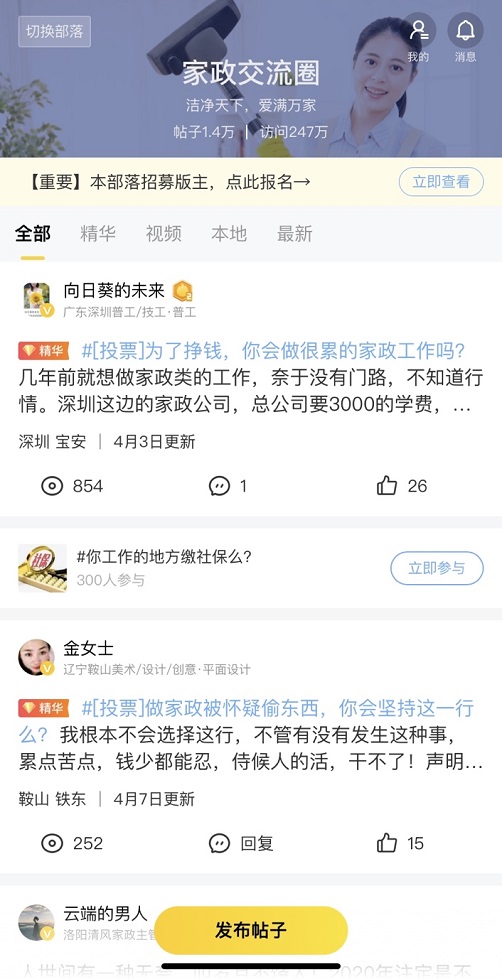 切换部落
我的
消息
家政交流圈
洁净天下，爱满万家
帖子1.4万 | 访问247万
【重要】本部落招募版主，点此报名→
立即查看
全部 精华 视频 本地 最新
向日葵的未来
广东深圳普工/技工·普工
精华 #[投票]为了挣钱，你会做很累的家政工作吗？
几年前就想做家政类的工作，奈于没有门路，不知道行
情。深圳这边的家政公司，总公司要3000的学费，...
深圳 宝安 | 4月3日更新
854 1 26
社保
#你工作的地方缴社保么?
300人参与
立即参与
金女士
辽宁鞍山美术/设计/创意·平面设计
精华 #[投票]做家政被怀疑偷东西，你会坚持这一行
么？ 我根本不会选择这行，不管有没有发生这种事，
累点苦点，钱少都能忍，侍候人的活，干不了！声明...
鞍山 铁东 | 4月7日更新
252 回复 15
云端的男人
洛阳清风家政主管
发布帖子